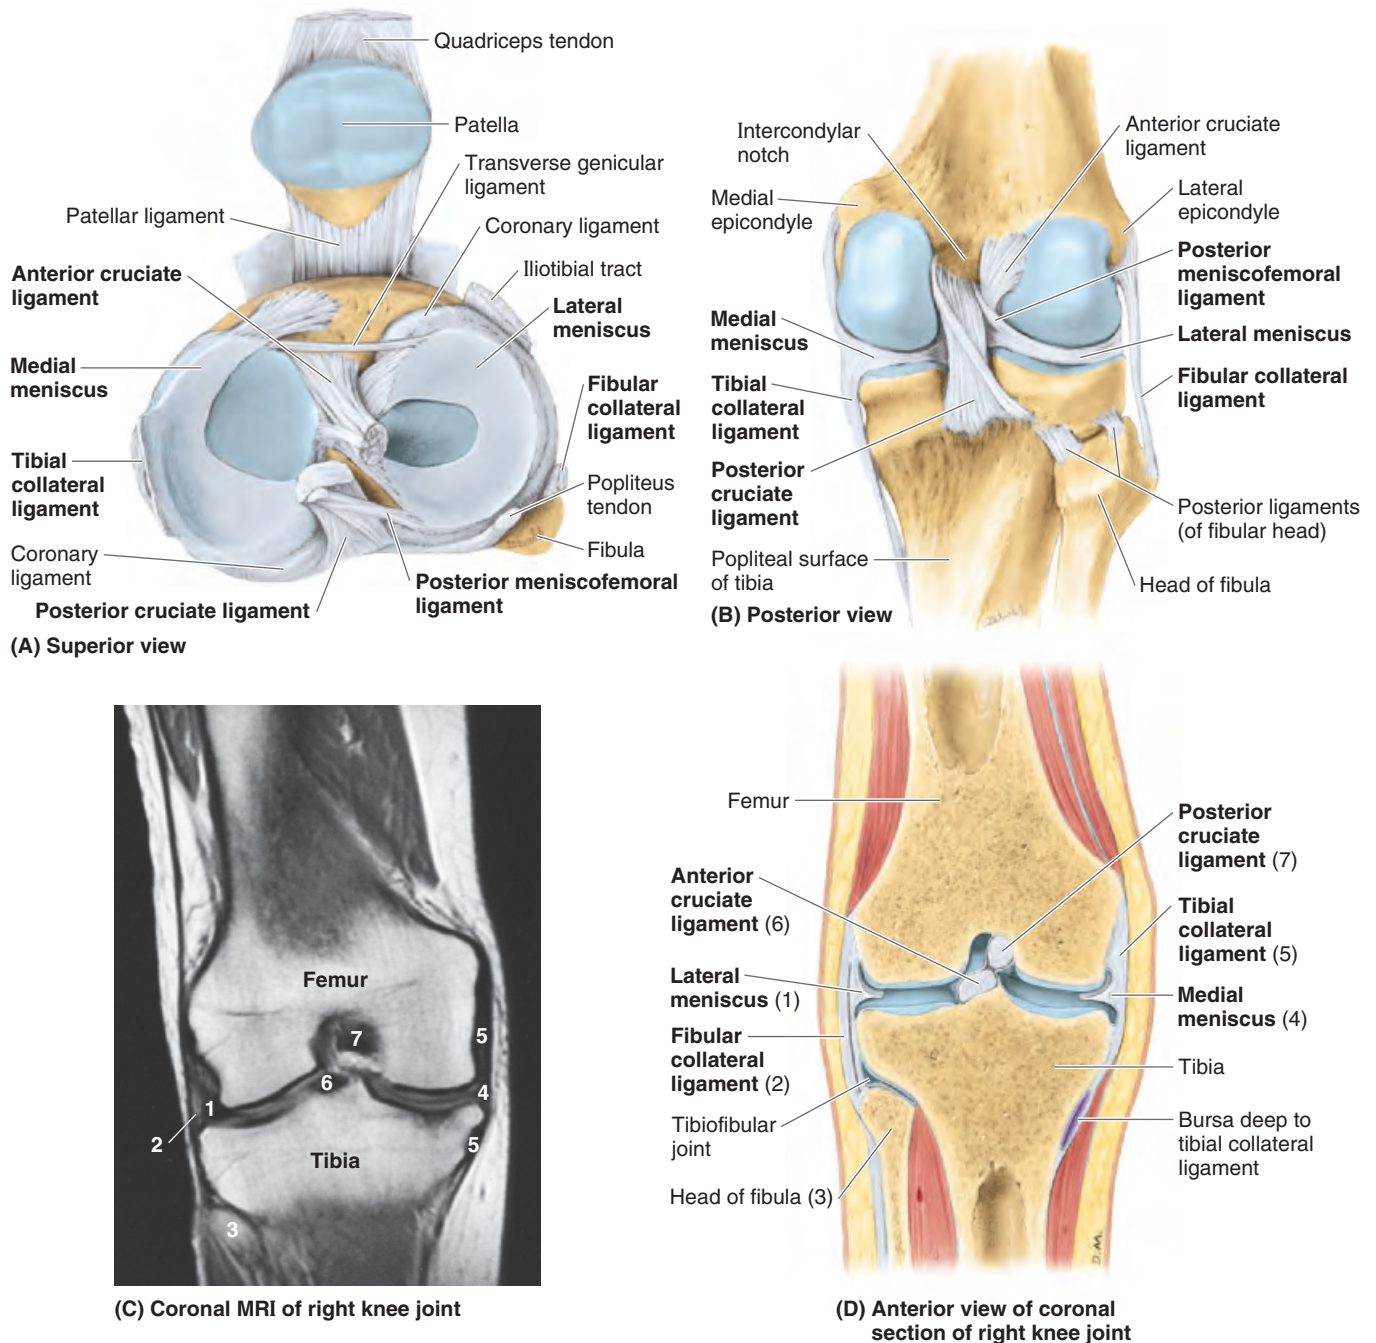 Quadriceps tendon
Patella
Transverse genicular
ligament
Patellar ligament
Coronary ligament
Anterior cruciate
ligament
Iliotibial tract
Lateral
meniscus
Medial
meniscus
Fibular
collateral
ligament
Tibial
collateral
ligament
Popliteus
tendon
Coronary
ligament
Fibula
Posterior meniscofemoral
ligament
Posterior cruciate ligament
(A) Superior view
Intercondylar
notch
Anterior cruciate
ligament
Medial
epicondyle
Lateral
epicondyle
Posterior
meniscofemoral
ligament
Medial
meniscus
Lateral meniscus
Tibial
collateral
ligament
Fibular collateral
ligament
Posterior
cruciate
ligament
Posterior ligaments
(of fibular head)
Popliteal surface
of tibia
Head of fibula
(B) Posterior view
Femur
7
5
6
4
1
2
5
Tibia
3
(C) Coronal MRI of right knee joint
Femur
Posterior
cruciate
ligament (7)
Anterior
cruciate
ligament (6)
Tibial
collateral
ligament (5)
Lateral
meniscus (1)
Medial
meniscus (4)
Fibular
collateral
ligament (2)
Tibia
Tibiofibular
joint
Bursa deep to
tibial collateral
ligament
Head of fibula (3)
D.M.
(D) Anterior view of coronal
section of right knee joint